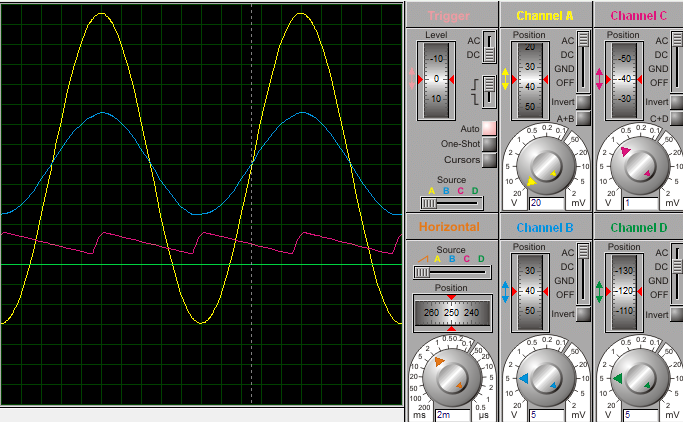 Trigger
Level
-10
0
10
AC
DC
Auto
One-Shot
Cursors
Source
A B C D
Channel A
Position
20
30
40
50
AC
DC
GND
OFF
Invert
A+B
0.5 0.2 0.1
1
2
5
10
20
V
50
20
10
5
2
mV
20
Channel C
Position
-50
-40
-30
AC
DC
GND
OFF
Invert
C+D
0.5 0.2 0.1
1
2
5
10
20
V
50
20
10
5
2
mV
1
Horizontal
Source
A B C D
Position
260 250 240
1 0.5 0.2 0.1
2
5
10
20
50
100
200
ms
50
20
10
5
2
1
0.5
µs
2m
Channel B
Position
30
40
50
AC
DC
GND
OFF
Invert
0.5 0.2 0.1
1
2
5
10
20
V
50
20
10
5
2
mV
5
Channel D
Position
-130
-120
-110
AC
DC
GND
OFF
Invert
0.5 0.2 0.1
1
2
5
10
20
V
50
20
10
5
2
mV
5